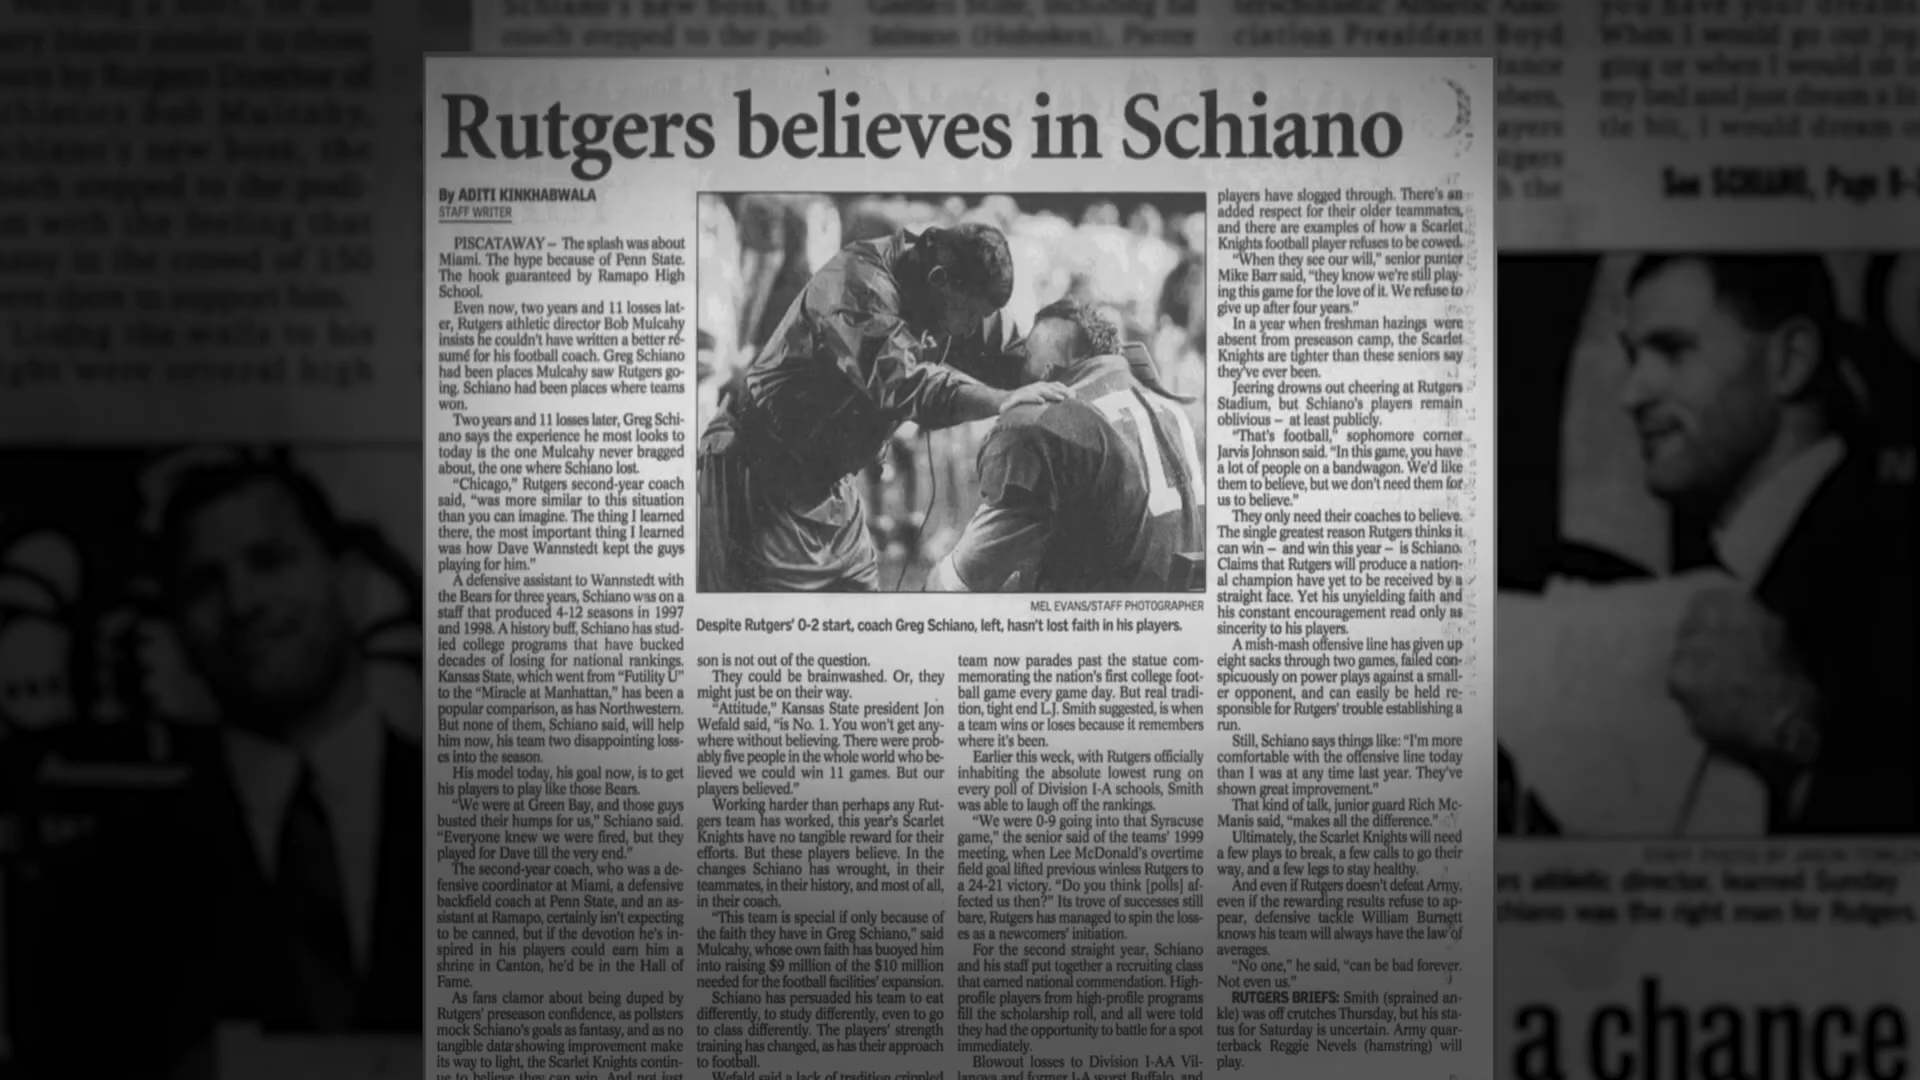 Rutgers believes in Schiano
By ADITI KINKHABWALA
STAFF WRITER
PISCATAWAY – The splash was about
Miami. The hype because of Penn State.
The hook guaranteed by Ramapo High
School.
Even now, two years and 11 losses lat-
er, Rutgers athletic director Bob Mulcahy
insists he couldn't have written a better ré-
sumé for his football coach. Greg Schiano
had been places Mulcahy saw Rutgers go-
ing. Schiano had been places where teams
won.
Two years and 11 losses later, Greg Schi-
ano says the experience he most looks to
today is the one Mulcahy never bragged
about, the one where Schiano lost.
"Chicago," Rutgers second-year coach
said, "was more similar to this situation
than you can imagine. The thing I learned
there, the most important thing I learned
was how Dave Wannstedt kept the guys
playing for him."
A defensive assistant to Wannstedt with
the Bears for three years, Schiano was on a
staff that produced 4-12 seasons in 1997
and 1998. A history buff, Schiano has stud-
ied college programs that have bucked
decades of losing for national rankings.
Kansas State, which went from "Futility U"
to the "Miracle at Manhattan," has been a
popular comparison, as has Northwestern.
But none of them, Schiano said, will help
him now, his team two disappointing loss-
es into the season.
His model today, his goal now, is to get
his players to play like those Bears.
"We were at Green Bay, and those guys
busted their humps for us," Schiano said.
"Everyone knew we were fired, but they
played for Dave till the very end."
The second-year coach, who was a de-
fensive coordinator at Miami, a defensive
backfield coach at Penn State, and an as-
sistant at Ramapo, certainly isn't expecting
to be canned, but if the devotion he's in-
spired in his players could earn him a
shrine in Canton, he'd be in the Hall of
Fame.
As fans clamor about being duped by
Rutgers' preseason confidence, as pollsters
mock Schiano's goals as fantasy, and as no
tangible data showing improvement make
its way to light, the Scarlet Knights contin-
ue to believe they can win. And not just
MEL EVANS/STAFF PHOTOGRAPHER
Despite Rutgers' 0-2 start, coach Greg Schiano, left, hasn't lost faith in his players.
son is not out of the question.
They could be brainwashed. Or, they
might just be on their way.
"Attitude," Kansas State president Jon
Wefald said, "is No. 1. You won't get any-
where without believing. There were prob-
ably five people in the whole world who be-
lieved we could win 11 games. But our
players believed."
Working harder than perhaps any Rut-
gers team has worked, this year's Scarlet
Knights have no tangible reward for their
efforts. But these players believe. In the
changes Schiano has wrought, in their
teammates, in their history, and most of all,
in their coach.
"This team is special if only because of
the faith they have in Greg Schiano," said
Mulcahy, whose own faith has buoyed him
into raising $9 million of the $10 million
needed for the football facilities' expansion.
Schiano has persuaded his team to eat
differently, to study differently, even to go
to class differently. The players' strength
training has changed, as has their approach
to football.
Wefald said a lack of tradition crippled
team now parades past the statue com-
memorating the nation's first college foot-
ball game every game day. But real tradi-
tion, tight end L.J. Smith suggested, is when
a team wins or loses because it remembers
where it's been.
Earlier this week, with Rutgers officially
inhabiting the absolute lowest rung on
every poll of Division I-A schools, Smith
was able to laugh off the rankings.
"We were 0-9 going into that Syracuse
game," the senior said of the teams' 1999
meeting, when Lee McDonald's overtime
field goal lifted previous winless Rutgers to
a 24-21 victory. "Do you think [polls] af-
fected us then?" Its trove of successes still
bare, Rutgers has managed to spin the loss-
es as a newcomers' initiation.
For the second straight year, Schiano
and his staff put together a recruiting class
that earned national commendation. High-
profile players from high-profile programs
fill the scholarship roll, and all were told
they had the opportunity to battle for a spot
immediately.
Blowout losses to Division I-AA Vil-
lanova and former I-A worst Buffalo, and
players have slogged through. There's an
added respect for their older teammates,
and there are examples of how a Scarlet
Knights football player refuses to be cowed.
"When they see our will," senior punter
Mike Barr said, "they know we're still play-
ing this game for the love of it. We refuse to
give up after four years."
In a year when freshman hazings were
absent from preseason camp, the Scarlet
Knights are tighter than these seniors say
they've ever been.
Jeering drowns out cheering at Rutgers
Stadium, but Schiano's players remain
oblivious – at least publicly.
"That's football," sophomore corner
Jarvis Johnson said. "In this game, you have
a lot of people on a bandwagon. We'd like
them to believe, but we don't need them for
us to believe."
They only need their coaches to believe.
The single greatest reason Rutgers thinks it
can win – and win this year – is Schiano.
Claims that Rutgers will produce a nation-
al champion have yet to be received by a
straight face. Yet his unyielding faith and
his constant encouragement read only as
sincerity to his players.
A mish-mash offensive line has given up
eight sacks through two games, failed con-
spicuously on power plays against a small-
er opponent, and can easily be held re-
sponsible for Rutgers' trouble establishing a
run.
Still, Schiano says things like: "I'm more
comfortable with the offensive line today
than I was at any time last year. They've
shown great improvement."
That kind of talk, junior guard Rich Mc-
Manis said, "makes all the difference."
Ultimately, the Scarlet Knights will need
a few plays to break, a few calls to go their
way, and a few legs to stay healthy.
And even if Rutgers doesn't defeat Army,
even if the rewarding results refuse to ap-
pear, defensive tackle William Burnett
knows his team will always have the law of
averages.
"No one," he said, "can be bad forever.
Not even us."
RUTGERS BRIEFS: Smith (sprained an-
kle) was off crutches Thursday, but his sta-
tus for Saturday is uncertain. Army quar-
terback Reggie Nevels (hamstring) will
play.
See SCHIANO, Page
a chance